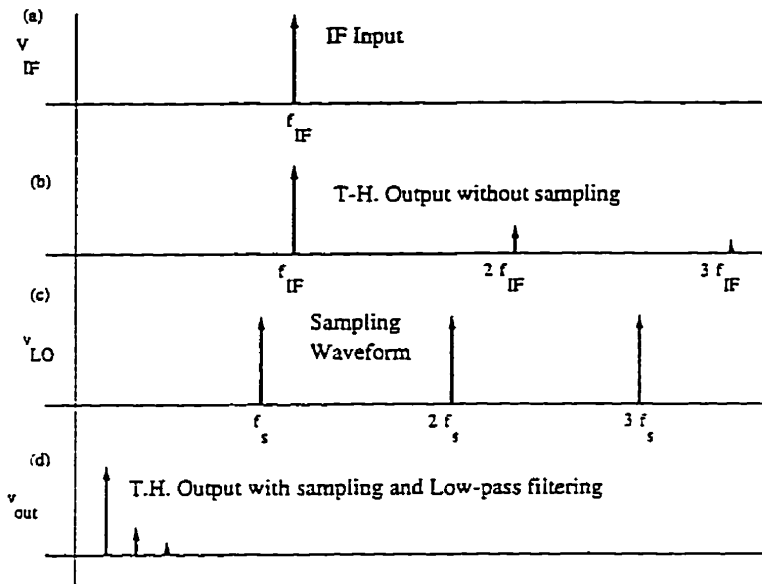 (a)
V
IF
IF Input
f
IF
(b)
T-H. Output without sampling
f
IF
2 f
IF
3 f
IF
(c)
v
LO
Sampling
Waveform
f
s
2 f
s
3 f
s
(d)
v
out
T.H. Output with sampling and Low-pass filtering